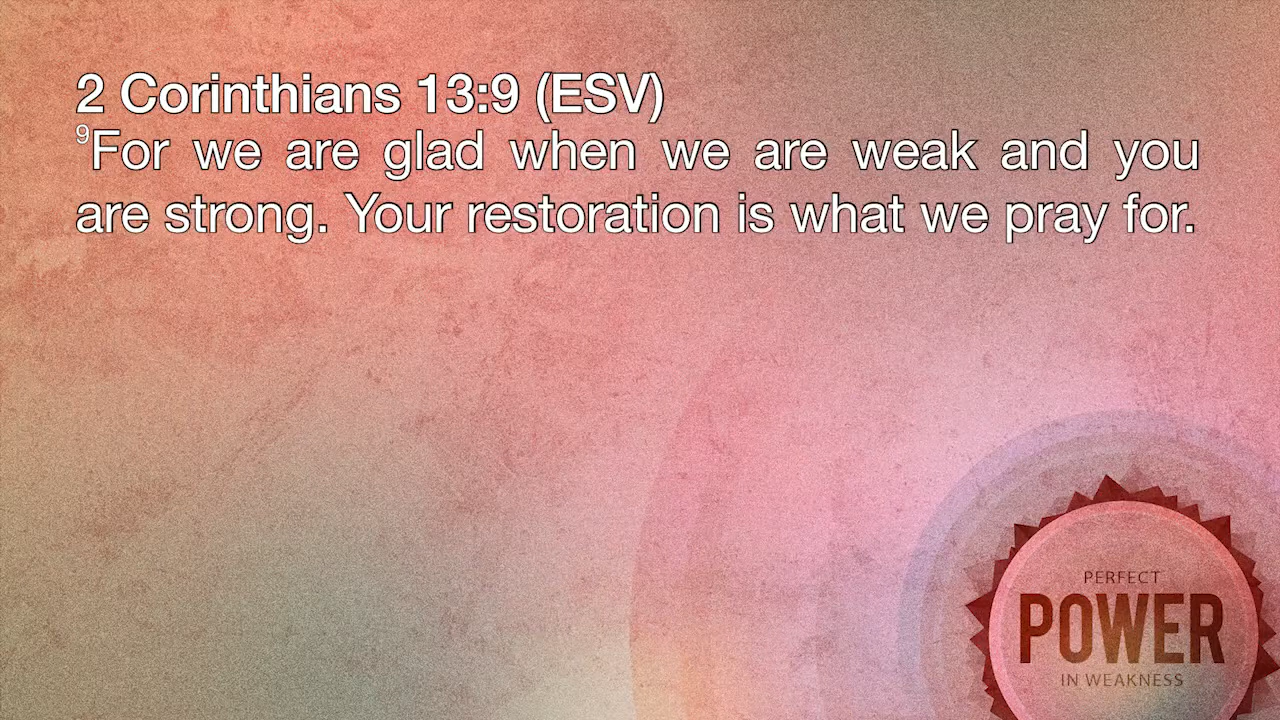 2 Corinthians 13:9 (ESV)
⁹For we are glad when we are weak and you
are strong. Your restoration is what we pray for.
PERFECT
POWER
IN WEAKNESS